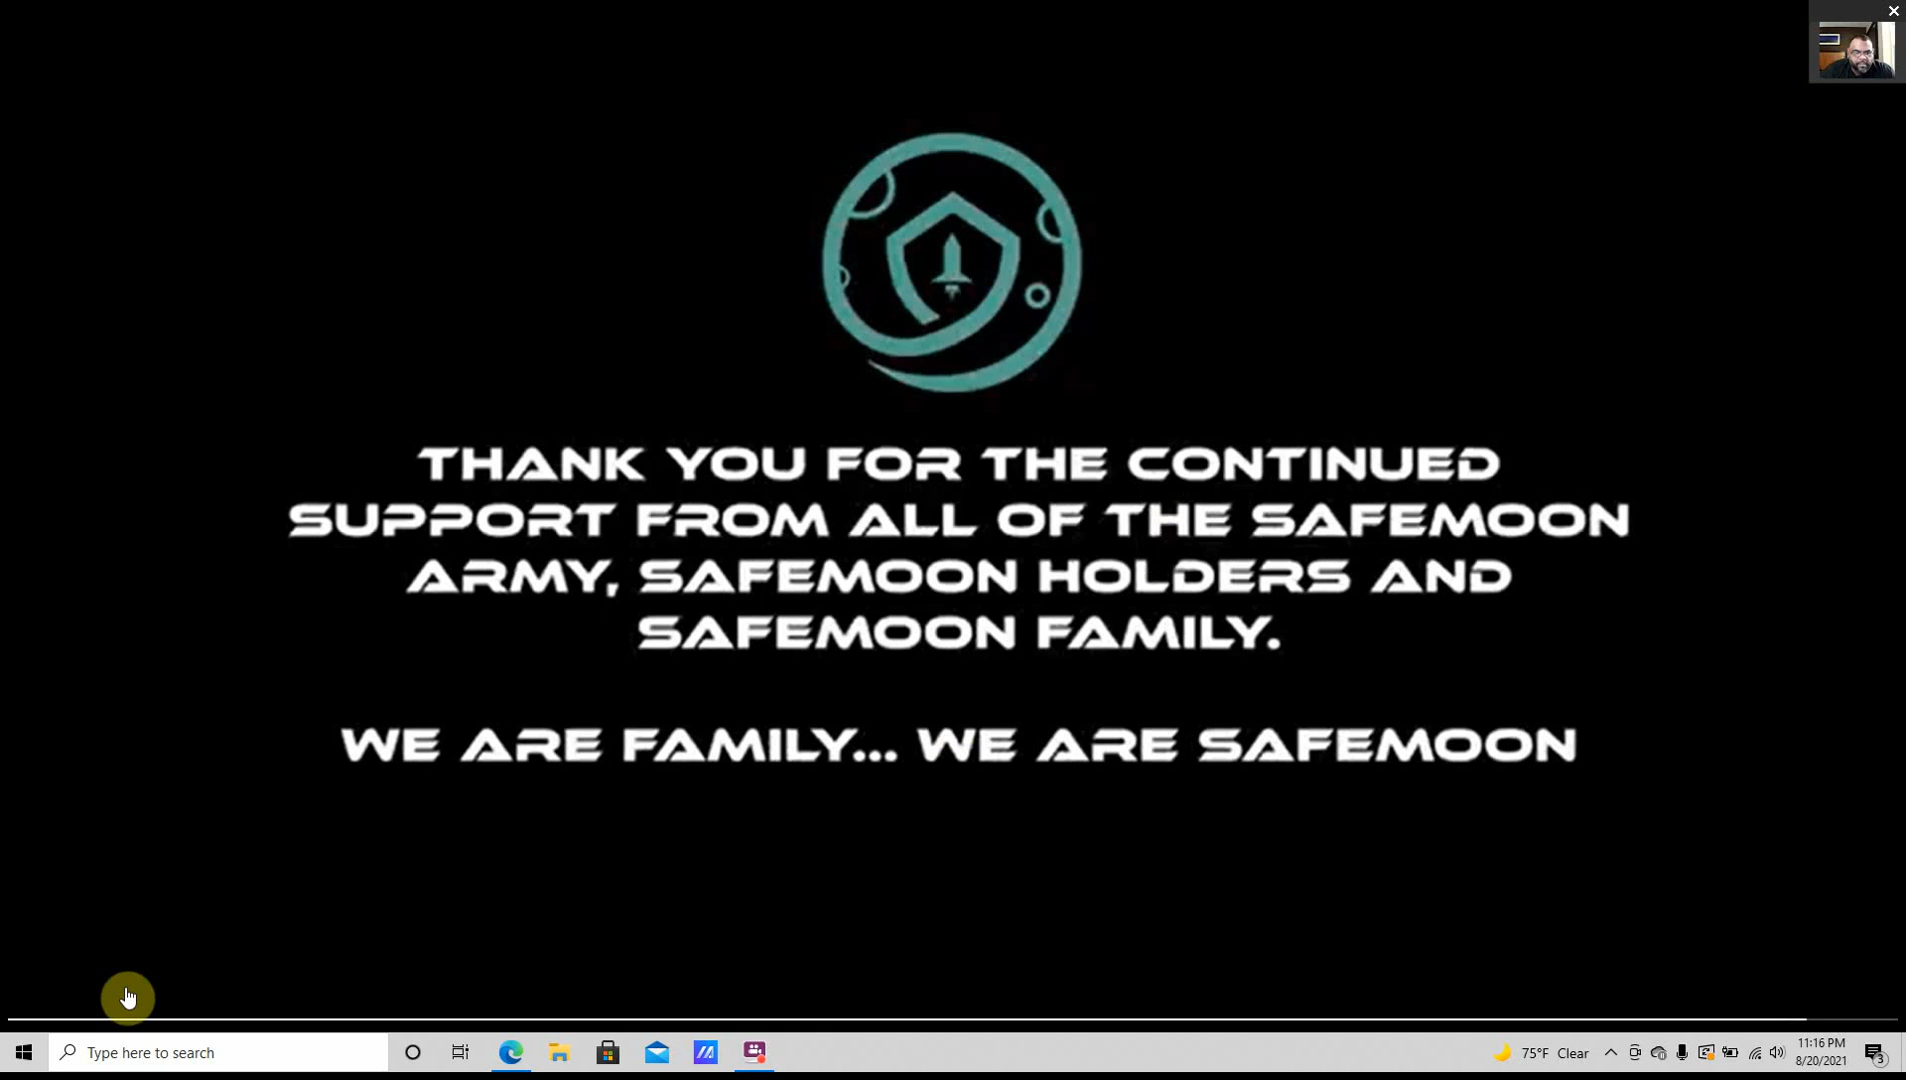 THANK YOU FOR THE CONTINUED
SUPPORT FROM ALL OF THE SAFEMOON
ARMY, SAFEMOON HOLDERS AND
SAFEMOON FAMILY.
WE ARE FAMILY... WE ARE SAFEMOON
Type here to search
75°F Clear
11:16 PM
8/20/2021
3